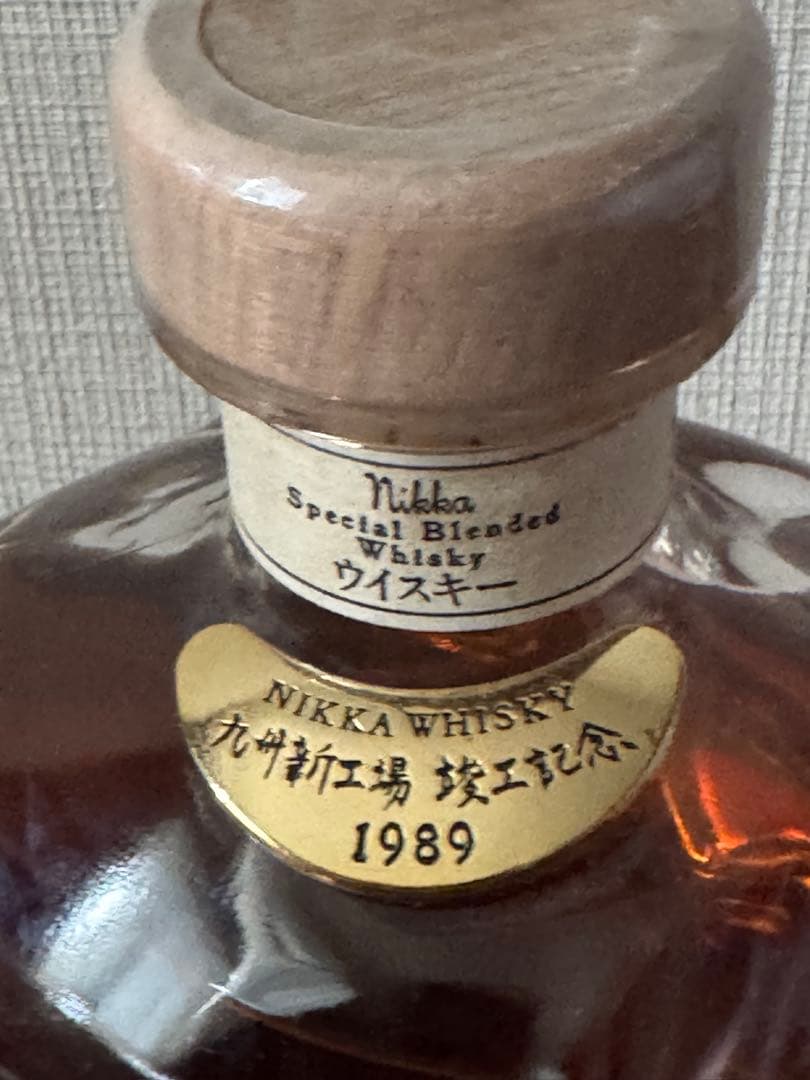 Nikka
Special Blended
Whisky
ウイスキー
NIKKA WHISKY
九州新工場 竣工記念
1989